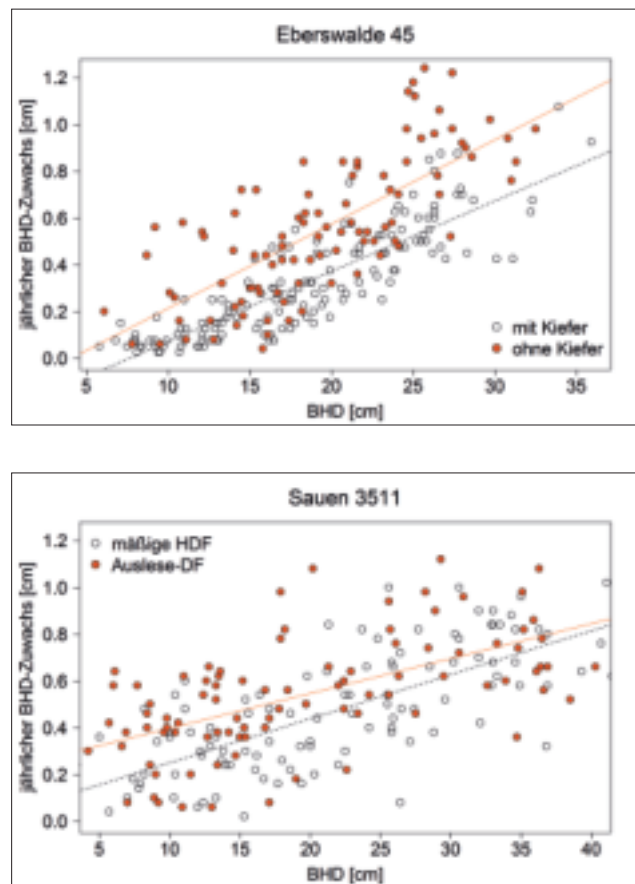 Eberswalde 45
jährlicher BHD-Zuwachs [cm]
1.2
1.0
0.8
0.6
0.4
0.2
0.0
mit Kiefer
ohne Kiefer
5 10 15 20 25 30 35
BHD [cm]
Sauen 3511
mäßige HDF
Auslese-DF
jährlicher BHD-Zuwachs [cm]
1.2
1.0
0.8
0.6
0.4
0.2
0.0
5 10 15 20 25 30 35 40
BHD [cm]